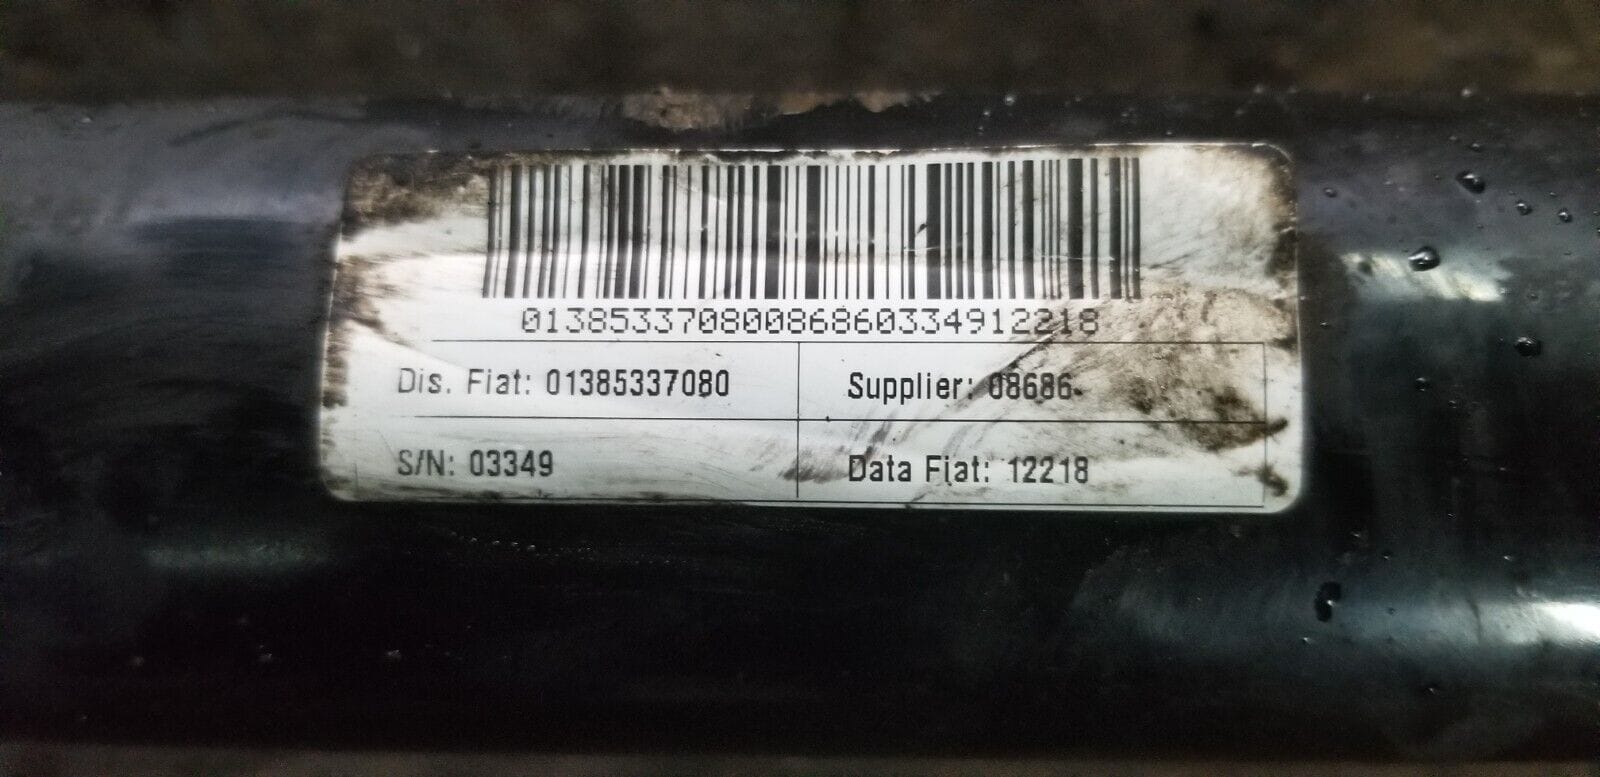 01385337080086860334912218
Dis. Fiat: 01385337080
Supplier: 08686
S/N: 03349
Data Fiat: 12218